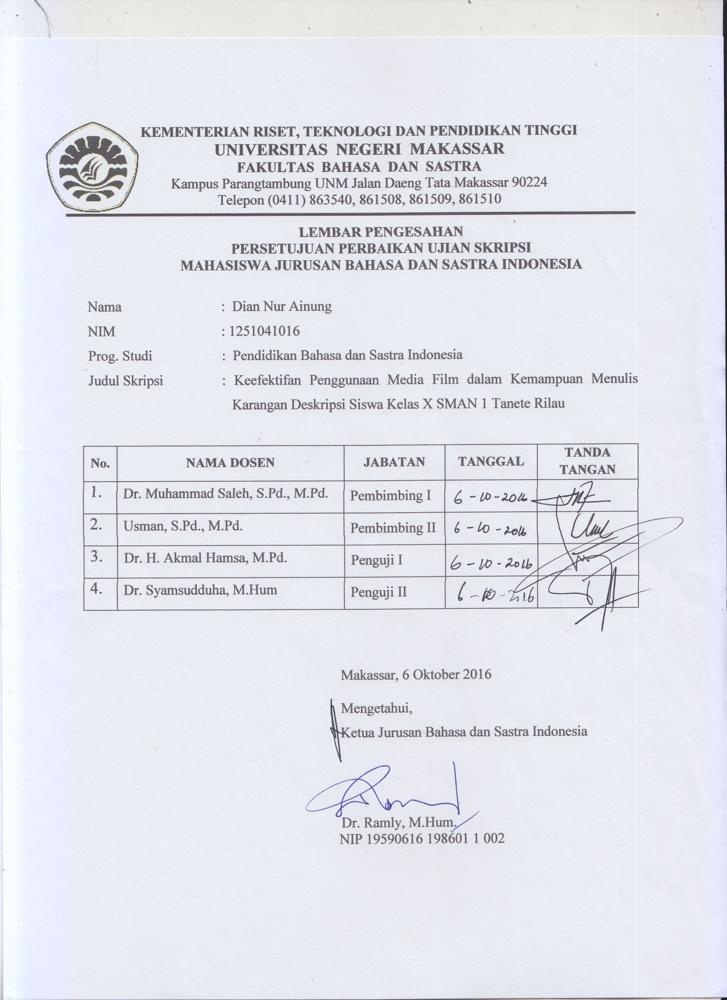 KEMENTERIAN RISET, TEKNOLOGI DAN PENDIDIKAN TINGGI
UNIVERSITAS NEGERI MAKASSAR
FAKULTAS BAHASA DAN SASTRA
Kampus Parangtambung UNM Jalan Daeng Tata Makassar 90224
Telepon (0411) 863540, 861508, 861509, 861510
LEMBAR PENGESAHAN
PERSETUJUAN PERBAIKAN UJIAN SKRIPSI
MAHASISWA JURUSAN BAHASA DAN SASTRA INDONESIA
Nama : Dian Nur Ainung
NIM : 1251041016
Prog. Studi : Pendidikan Bahasa dan Sastra Indonesia
Judul Skripsi : Keefektifan Penggunaan Media Film dalam Kemampuan Menulis
Karangan Deskripsi Siswa Kelas X SMAN 1 Tanete Rilau
No. NAMA DOSEN JABATAN TANGGAL TANDA TANGAN
1. Dr. Muhammad Saleh, S.Pd., M.Pd. Pembimbing I 6 - 10 - 2016
2. Usman, S.Pd., M.Pd. Pembimbing II 6 - 10 - 2016
3. Dr. H. Akmal Hamsa, M.Pd. Penguji I 6 - 10 - 2016
4. Dr. Syamsudduha, M.Hum Penguji II 6 - 10 - 2016
Makassar, 6 Oktober 2016
Mengetahui,
Ketua Jurusan Bahasa dan Sastra Indonesia
Dr. Ramly, M.Hum.
NIP 19590616 198601 1 002